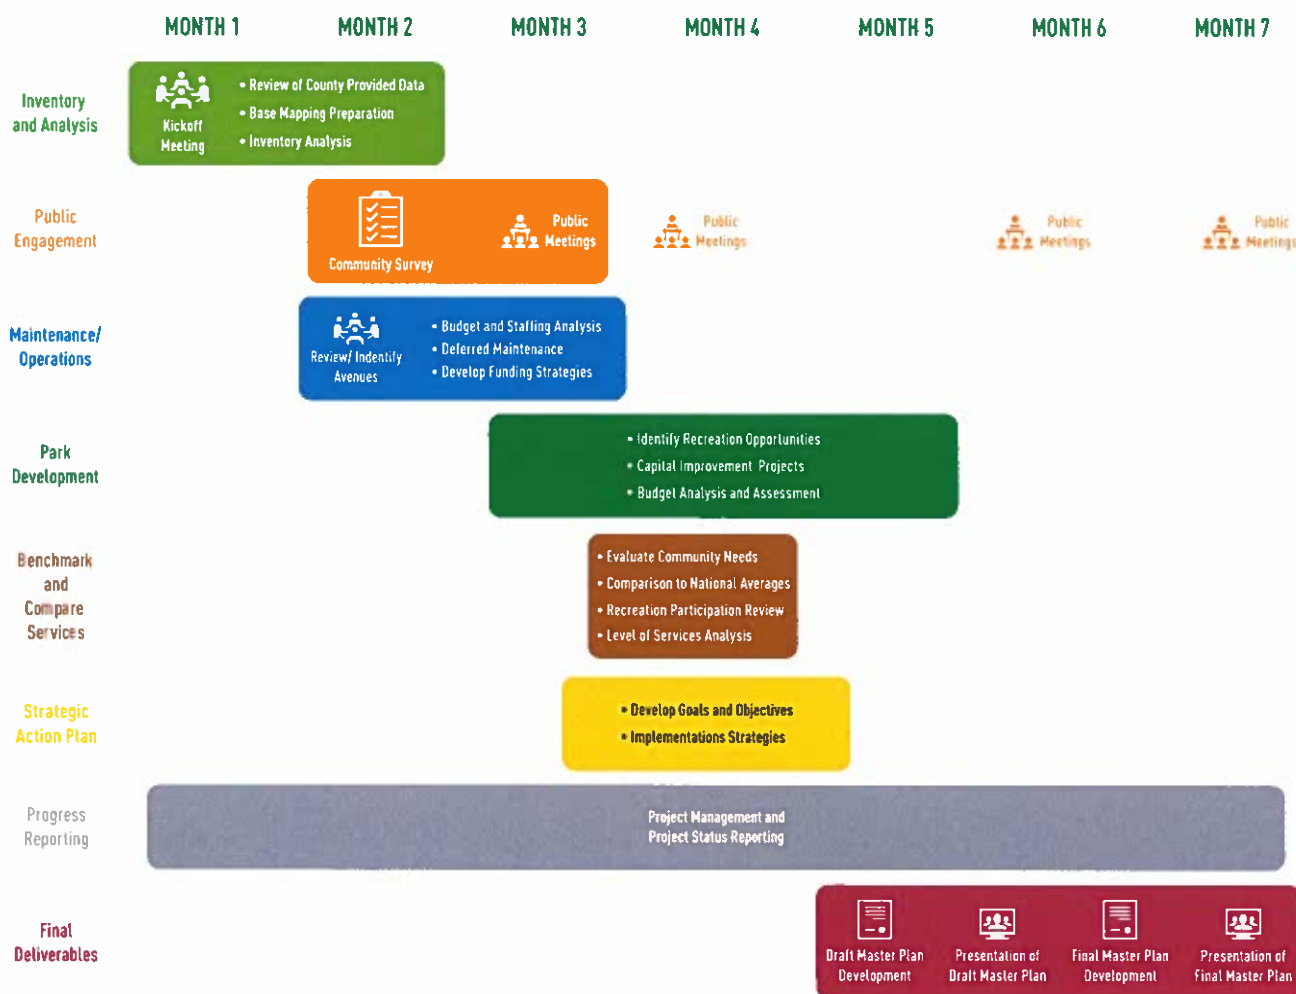 MONTH 1
MONTH 2
MONTH 3
MONTH 4
MONTH 5
MONTH 6
MONTH 7
Inventory
and Analysis
Kickoff
Meeting
• Review of County Provided Data
• Base Mapping Preparation
• Inventory Analysis
Public
Engagement
Community Survey
Public
Meetings
Public
Meetings
Public
Meetings
Public
Meetings
Maintenance/
Operations
Review/ Indentify
Avenues
• Budget and Staffing Analysis
• Deferred Maintenance
• Develop Funding Strategies
Park
Development
• Identify Recreation Opportunities
• Capital Improvement Projects
• Budget Analysis and Assessment
Benchmark
and
Compare
Services
• Evaluate Community Needs
• Comparison to National Averages
• Recreation Participation Review
• Level of Services Analysis
Strategic
Action Plan
• Develop Goals and Objectives
• Implementations Strategies
Progress
Reporting
Project Management and
Project Status Reporting
Final
Deliverables
Draft Master Plan
Development
Presentation of
Draft Master Plan
Final Master Plan
Development
Presentation of
Final Master Plan